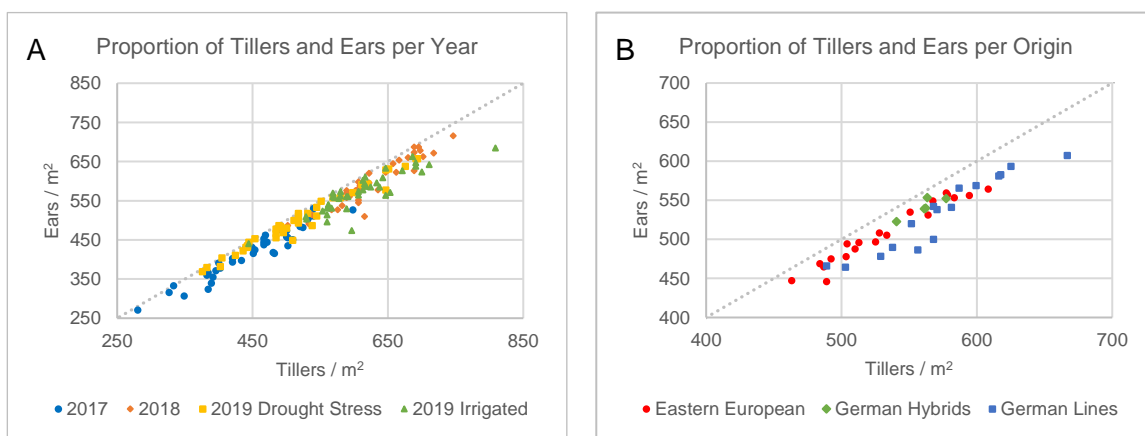 A
Proportion of Tillers and Ears per Year
850
750
650
550
450
350
250
Ears / m²
250 350 450 550 650 750 850
Tillers / m²
2017 2018 2019 Drought Stress 2019 Irrigated
B
Proportion of Tillers and Ears per Origin
700
650
600
550
500
450
400
Ears / m²
400 500 600 700
Tillers / m²
Eastern European German Hybrids German Lines